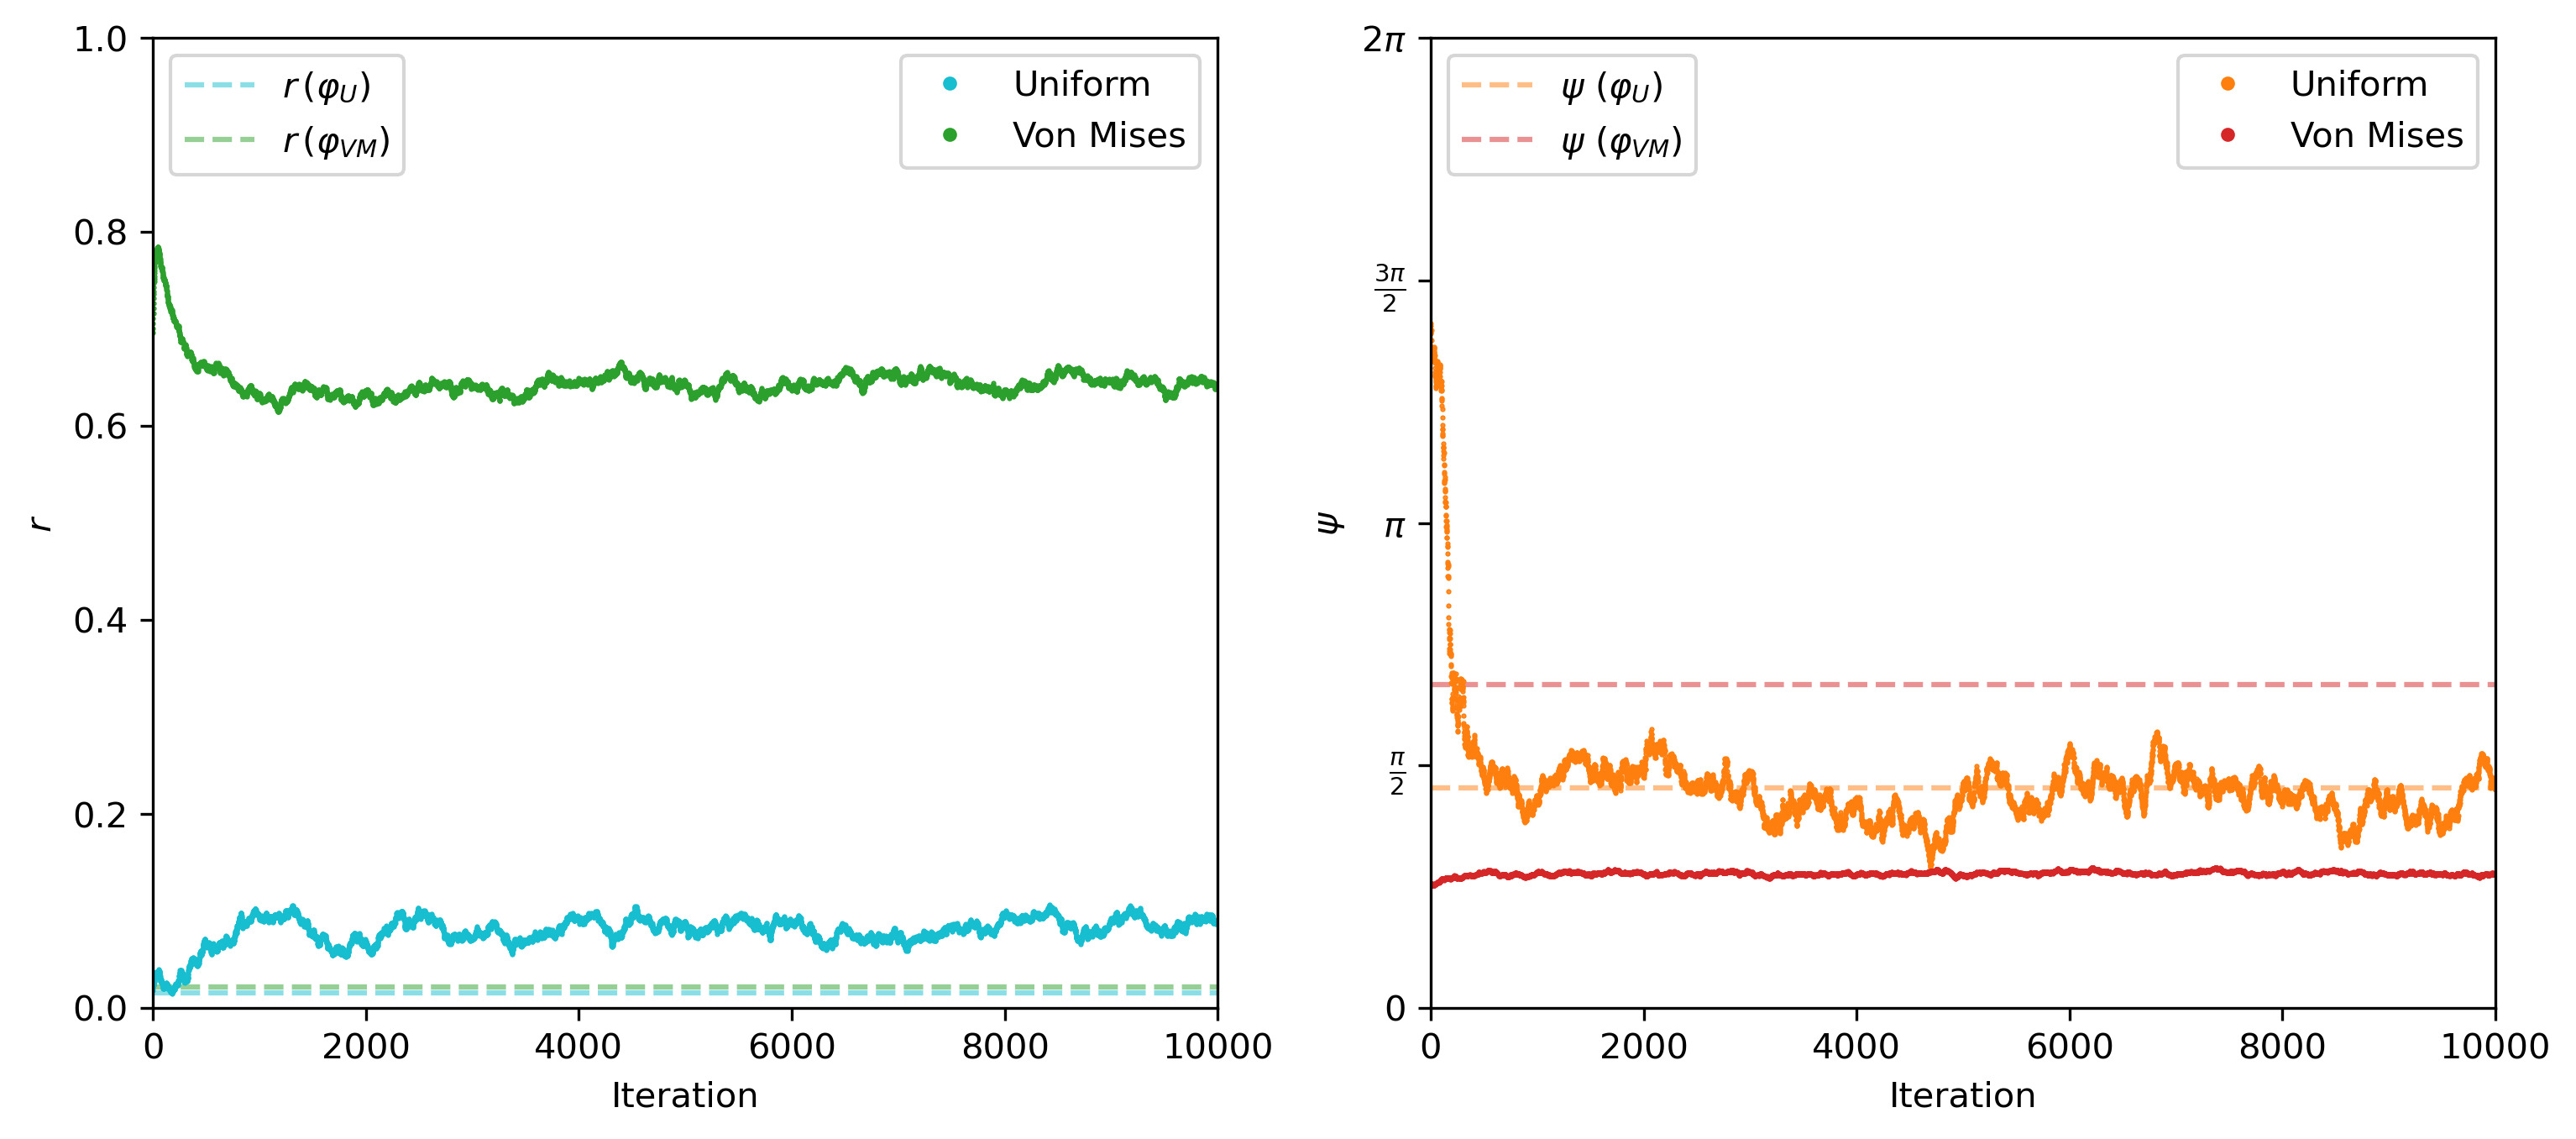 1.0
0.8
0.6
0.4
0.2
0.0
r
r(φ_U)
r(φ_VM)
Uniform
Von Mises
0 2000 4000 6000 8000 10000
Iteration
2π
3π/2
π
π/2
0
ψ
ψ (φ_U)
ψ (φ_VM)
Uniform
Von Mises
0 2000 4000 6000 8000 10000
Iteration